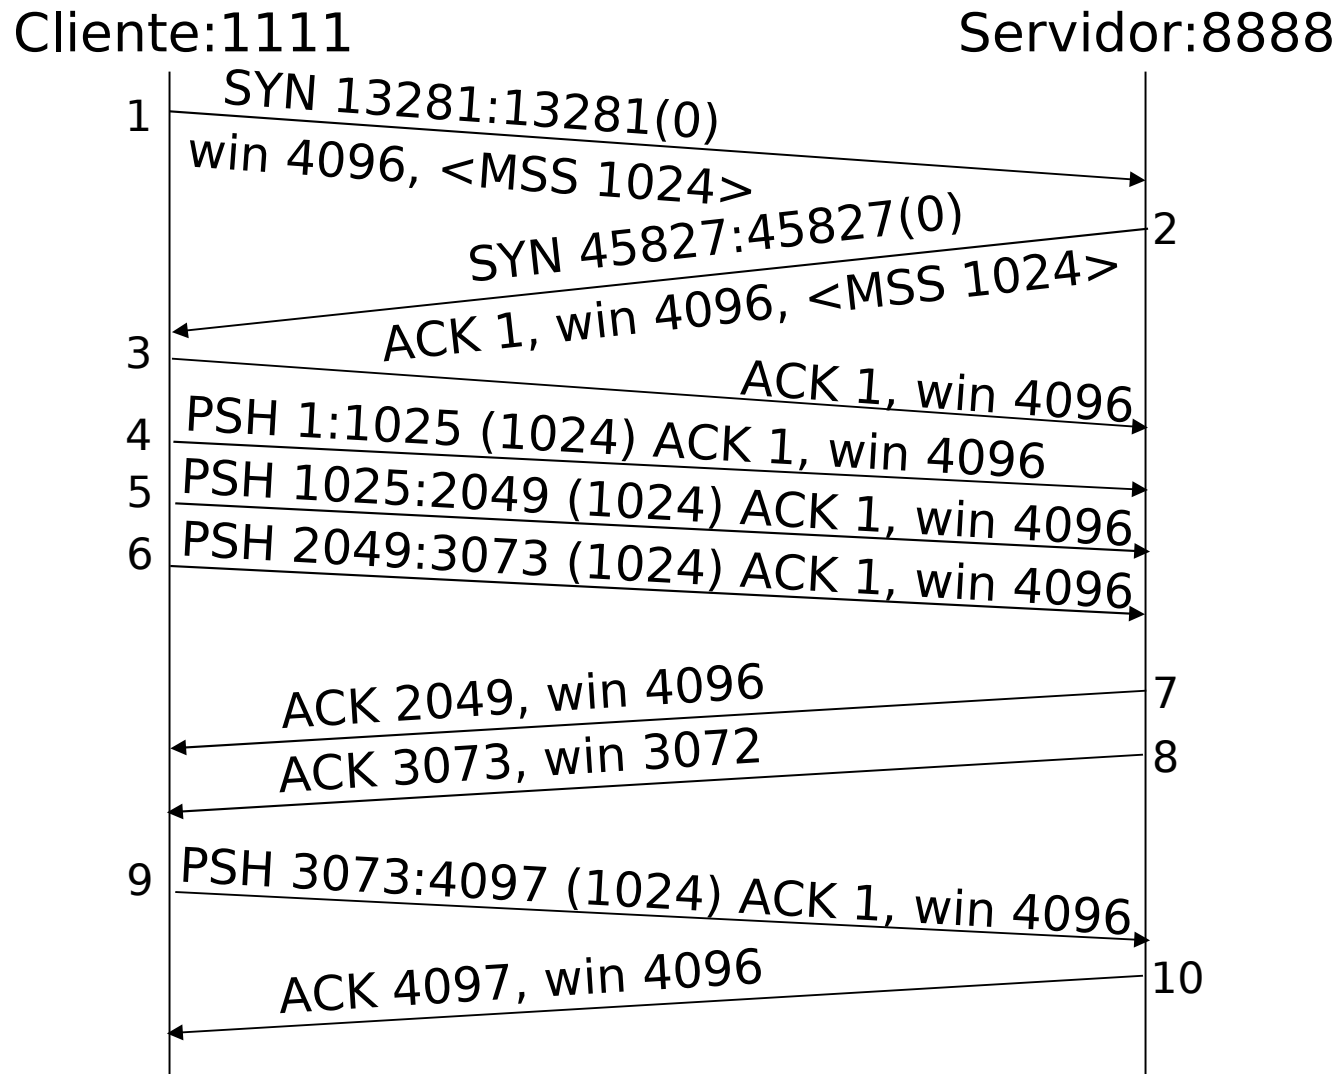 Cliente:1111
Servidor:8888
1
SYN 13281:13281(0)
win 4096, <MSS 1024>
2
SYN 45827:45827(0)
ACK 1, win 4096, <MSS 1024>
3
ACK 1, win 4096
4
PSH 1:1025 (1024) ACK 1, win 4096
5
PSH 1025:2049 (1024) ACK 1, win 4096
6
PSH 2049:3073 (1024) ACK 1, win 4096
ACK 2049, win 4096
7
ACK 3073, win 3072
8
9
PSH 3073:4097 (1024) ACK 1, win 4096
ACK 4097, win 4096
10